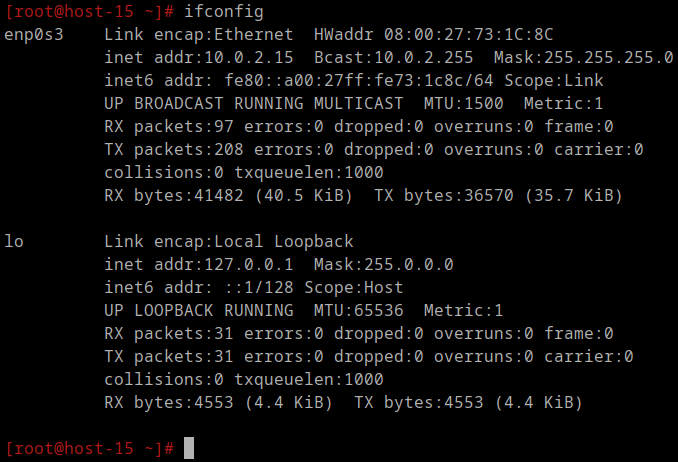 [root@host-15 ~]# ifconfig
enp0s3    Link encap:Ethernet  HWaddr 08:00:27:73:1C:8C
          inet addr:10.0.2.15  Bcast:10.0.2.255  Mask:255.255.255.0
          inet6 addr: fe80::a00:27ff:fe73:1c8c/64 Scope:Link
          UP BROADCAST RUNNING MULTICAST  MTU:1500  Metric:1
          RX packets:97 errors:0 dropped:0 overruns:0 frame:0
          TX packets:208 errors:0 dropped:0 overruns:0 carrier:0
          collisions:0 txqueuelen:1000
          RX bytes:41482 (40.5 KiB)  TX bytes:36570 (35.7 KiB)

lo        Link encap:Local Loopback
          inet addr:127.0.0.1  Mask:255.0.0.0
          inet6 addr: ::1/128 Scope:Host
          UP LOOPBACK RUNNING  MTU:65536  Metric:1
          RX packets:31 errors:0 dropped:0 overruns:0 frame:0
          TX packets:31 errors:0 dropped:0 overruns:0 carrier:0
          collisions:0 txqueuelen:1000
          RX bytes:4553 (4.4 KiB)  TX bytes:4553 (4.4 KiB)

[root@host-15 ~]#